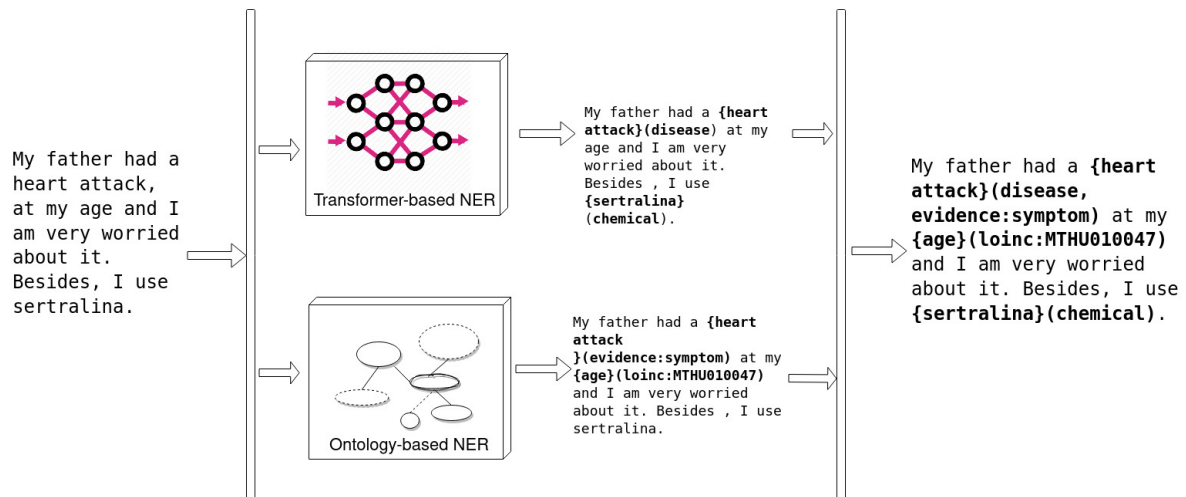 My father had a
heart attack,
at my age and I
am very worried
about it.
Besides, I use
sertralina.
Transformer-based NER
My father had a {heart
attack}(disease) at my
age and I am very
worried about it.
Besides , I use
{sertralina}
(chemical).
Ontology-based NER
My father had a {heart
attack
}(evidence:symptom) at my
{age}(loinc:MTHU010047)
and I am very worried
about it. Besides , I use
sertralina.
My father had a {heart
attack}(disease,
evidence:symptom) at my
{age}(loinc:MTHU010047)
and I am very worried
about it. Besides, I use
{sertralina}(chemical).